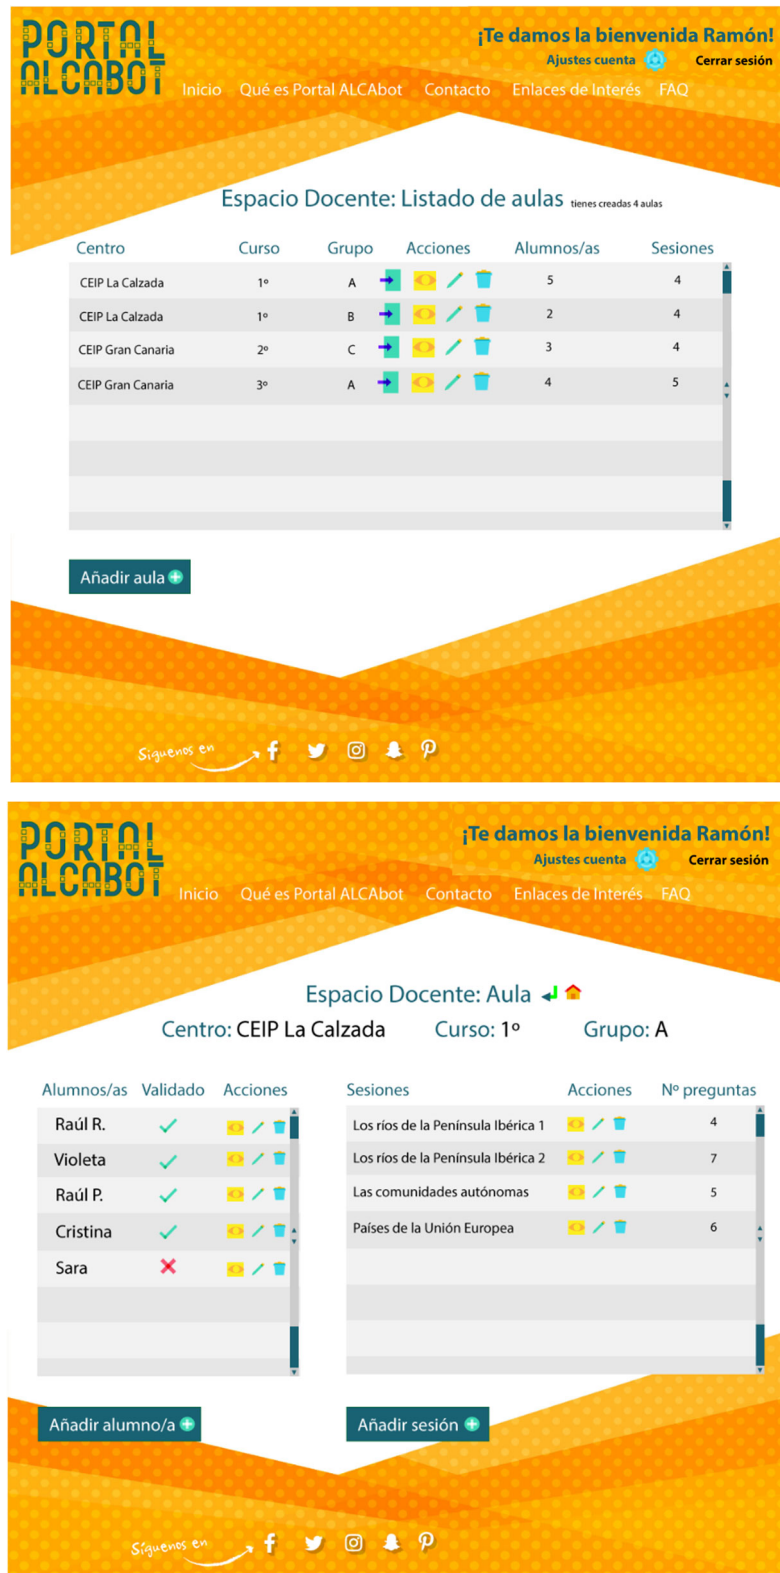 PORTAL
ALCABOT
¡Te damos la bienvenida Ramón!
Ajustes cuenta Cerrar sesión
Inicio Qué es Portal ALCAbot Contacto Enlaces de Interés FAQ
Espacio Docente: Listado de aulas tienes creadas 4 aulas
Centro Curso Grupo Acciones Alumnos/as Sesiones
CEIP La Calzada 1º A 5 4
CEIP La Calzada 1º B 2 4
CEIP Gran Canaria 2º C 3 4
CEIP Gran Canaria 3º A 4 5
Añadir aula
Síguenos en
PORTAL
ALCABOT
¡Te damos la bienvenida Ramón!
Ajustes cuenta Cerrar sesión
Inicio Qué es Portal ALCAbot Contacto Enlaces de Interés FAQ
Espacio Docente: Aula
Centro: CEIP La Calzada Curso: 1º Grupo: A
Alumnos/as Validado Acciones Sesiones Acciones Nº preguntas
Raúl R. Los ríos de la Península Ibérica 1 4
Violeta Los ríos de la Península Ibérica 2 7
Raúl P. Las comunidades autónomas 5
Cristina Países de la Unión Europea 6
Sara
Añadir alumno/a Añadir sesión
Síguenos en